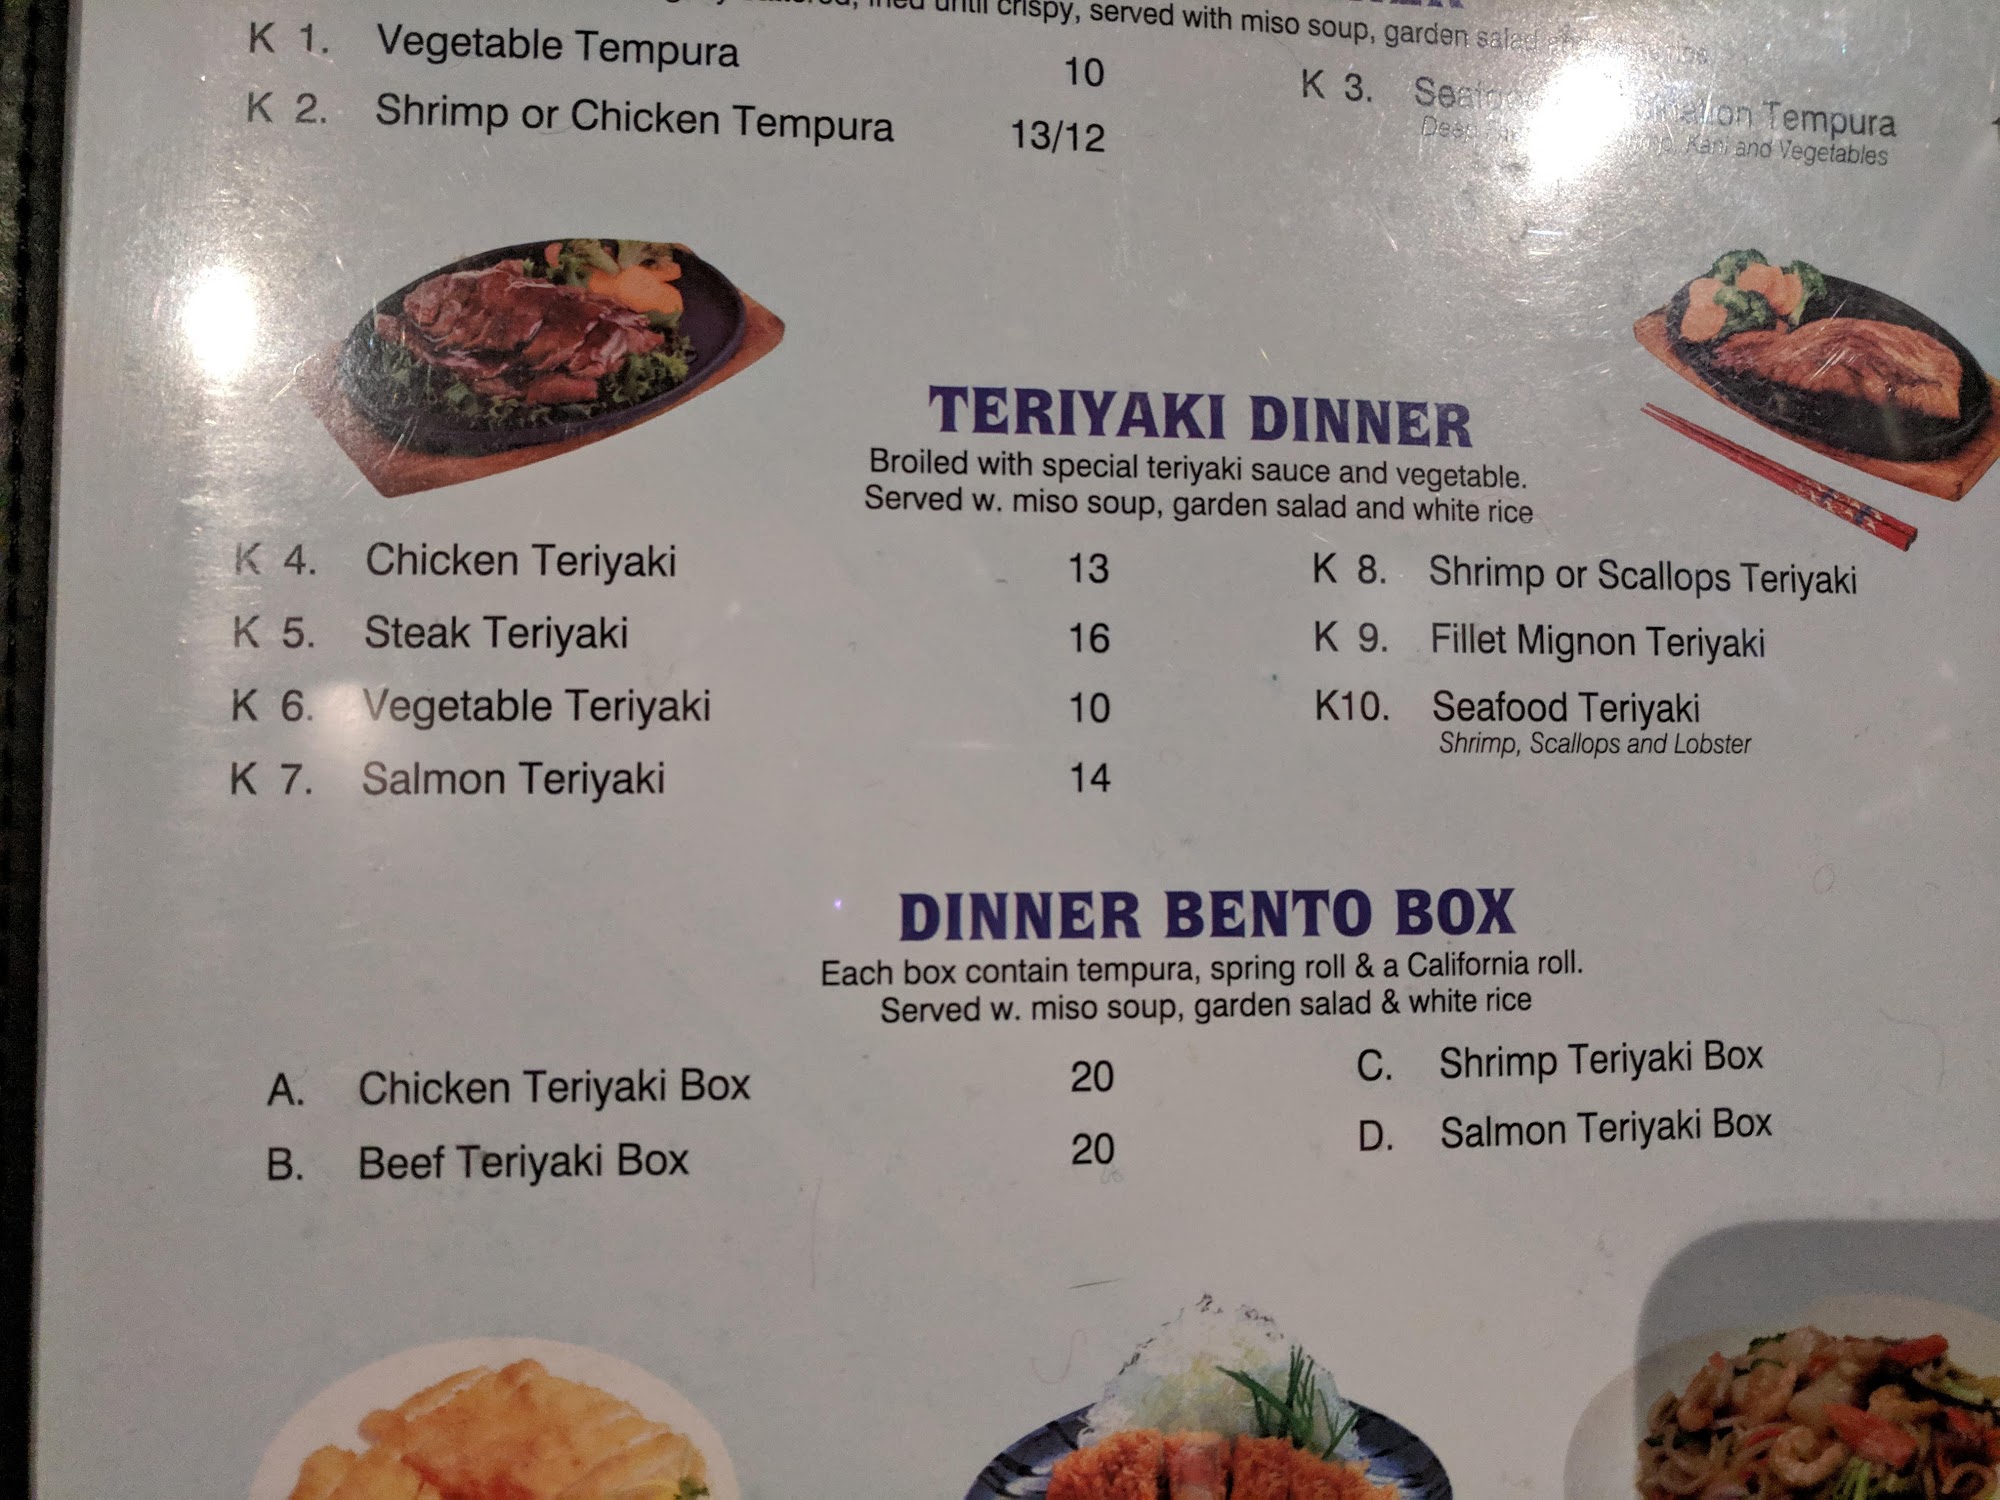 until crispy, served with miso soup, garden salad
K 1. Vegetable Tempura 10
K 2. Shrimp or Chicken Tempura 13/12
K 3. Tempura
Kani and Vegetables
TERIYAKI DINNER
Broiled with special teriyaki sauce and vegetable.
Served w. miso soup, garden salad and white rice
K 4. Chicken Teriyaki 13
K 5. Steak Teriyaki 16
K 6. Vegetable Teriyaki 10
K 7. Salmon Teriyaki 14
K 8. Shrimp or Scallops Teriyaki
K 9. Fillet Mignon Teriyaki
K10. Seafood Teriyaki
Shrimp, Scallops and Lobster
DINNER BENTO BOX
Each box contain tempura, spring roll & a California roll.
Served w. miso soup, garden salad & white rice
A. Chicken Teriyaki Box 20
B. Beef Teriyaki Box 20
C. Shrimp Teriyaki Box
D. Salmon Teriyaki Box